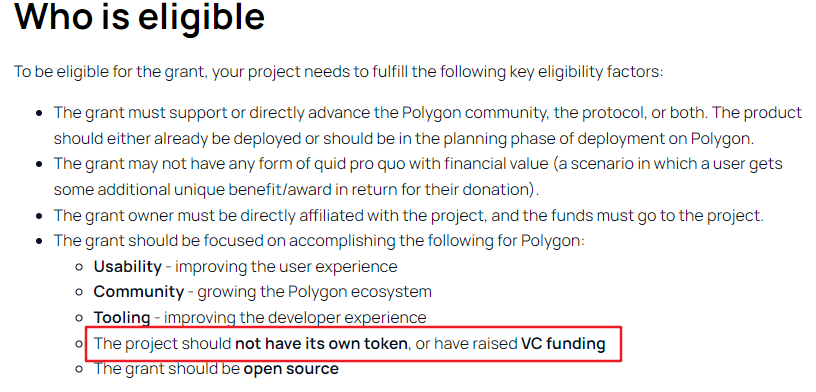 Who is eligible
To be eligible for the grant, your project needs to fulfill the following key eligibility factors:
The grant must support or directly advance the Polygon community, the protocol, or both. The product
should either already be deployed or should be in the planning phase of deployment on Polygon.
The grant may not have any form of quid pro quo with financial value (a scenario in which a user gets
some additional unique benefit/award in return for their donation).
The grant owner must be directly affiliated with the project, and the funds must go to the project.
The grant should be focused on accomplishing the following for Polygon:
Usability - improving the user experience
Community - growing the Polygon ecosystem
Tooling - improving the developer experience
The project should not have its own token, or have raised VC funding
The grant should be open source